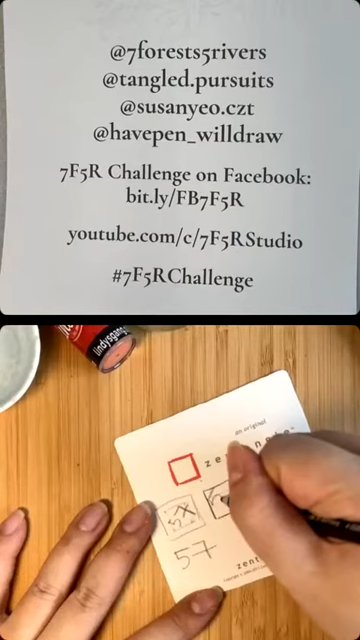 @7forests5rivers
@tangled.pursuits
@susanyeo.czt
@havepen_willdraw
7F5R Challenge on Facebook:
bit.ly/FB7F5R
youtube.com/c/7F5RStudio
#7F5RChallenge
lindysgang
an original
57